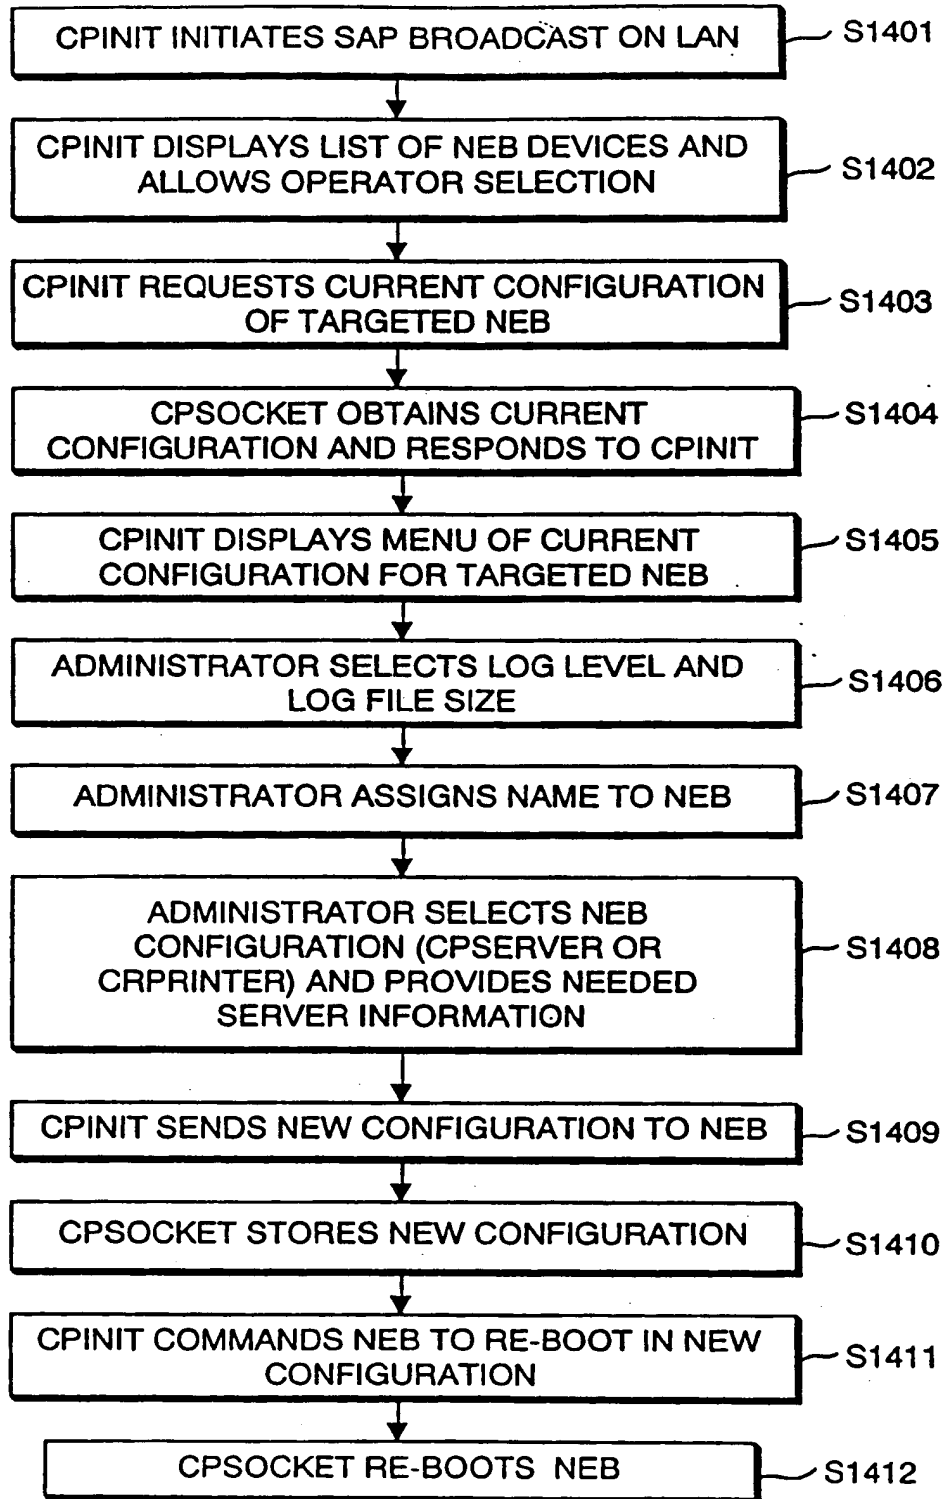 CPINIT INITIATES SAP BROADCAST ON LAN
S1401
CPINIT DISPLAYS LIST OF NEB DEVICES AND
ALLOWS OPERATOR SELECTION
S1402
CPINIT REQUESTS CURRENT CONFIGURATION
OF TARGETED NEB
S1403
CPSOCKET OBTAINS CURRENT
CONFIGURATION AND RESPONDS TO CPINIT
S1404
CPINIT DISPLAYS MENU OF CURRENT
CONFIGURATION FOR TARGETED NEB
S1405
ADMINISTRATOR SELECTS LOG LEVEL AND
LOG FILE SIZE
S1406
ADMINISTRATOR ASSIGNS NAME TO NEB
S1407
ADMINISTRATOR SELECTS NEB
CONFIGURATION (CPSERVER OR
CRPRINTER) AND PROVIDES NEEDED
SERVER INFORMATION
S1408
CPINIT SENDS NEW CONFIGURATION TO NEB
S1409
CPSOCKET STORES NEW CONFIGURATION
S1410
CPINIT COMMANDS NEB TO RE-BOOT IN NEW
CONFIGURATION
S1411
CPSOCKET RE-BOOTS NEB
S1412